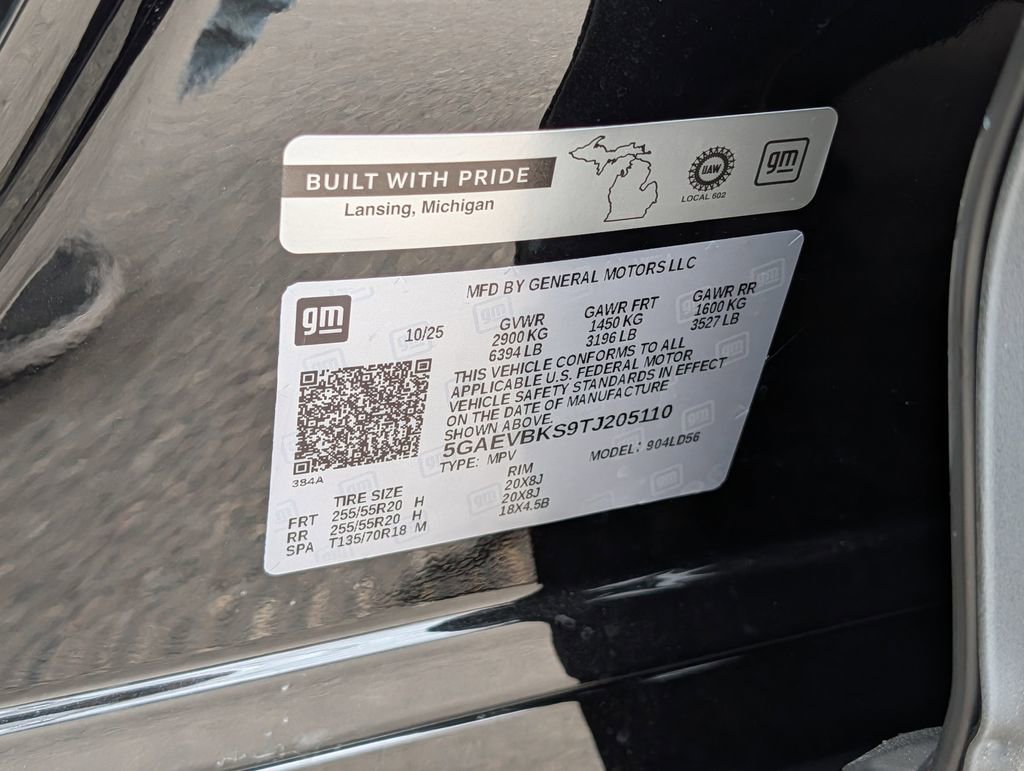 BUILT WITH PRIDE
Lansing, Michigan
UAW
LOCAL 602
gm
gm
MFD BY GENERAL MOTORS LLC
10/25
GVWR
2900 KG
6394 LB
GAWR FRT
1450 KG
3196 LB
GAWR RR
1600 KG
3527 LB
THIS VEHICLE CONFORMS TO ALL
APPLICABLE U.S. FEDERAL MOTOR
VEHICLE SAFETY STANDARDS IN EFFECT
ON THE DATE OF MANUFACTURE
SHOWN ABOVE.
5GAEVBKS9TJ205110
TYPE: MPV
MODEL: 904LD56
384A
TIRE SIZE
RIM
FRT 255/55R20 H 20X8J
RR 255/55R20 H 20X8J
SPA T135/70R18 M 18X4.5B